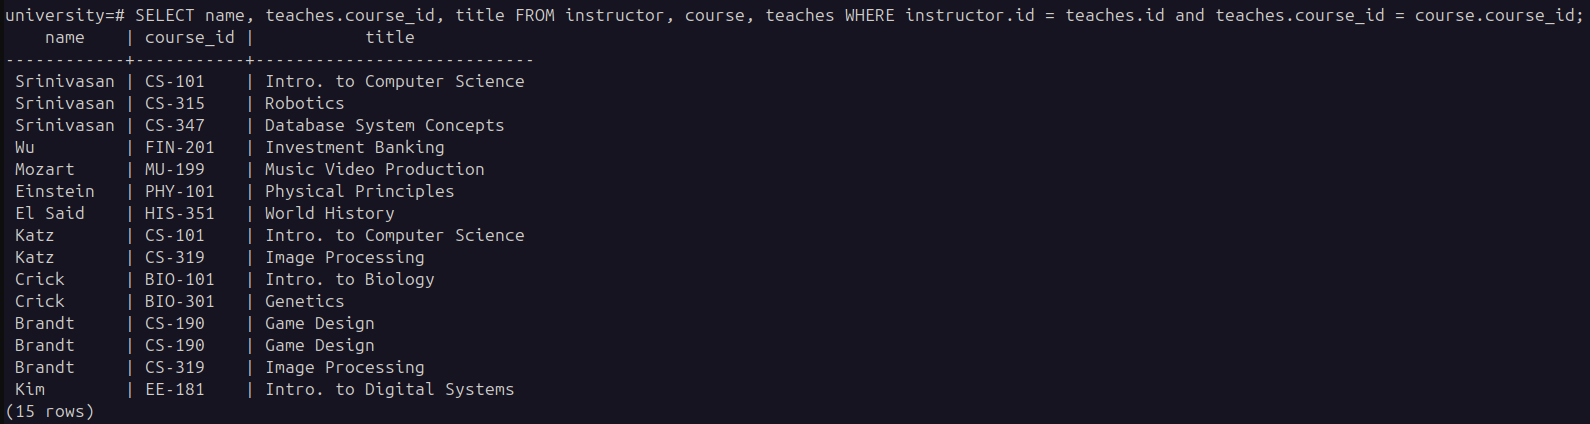 university=# SELECT name, teaches.course_id, title FROM instructor, course, teaches WHERE instructor.id = teaches.id and teaches.course_id = course.course_id;
    name    | course_id |           title
------------+-----------+----------------------------
 Srinivasan | CS-101    | Intro. to Computer Science
 Srinivasan | CS-315    | Robotics
 Srinivasan | CS-347    | Database System Concepts
 Wu         | FIN-201   | Investment Banking
 Mozart     | MU-199    | Music Video Production
 Einstein   | PHY-101   | Physical Principles
 El Said    | HIS-351   | World History
 Katz       | CS-101    | Intro. to Computer Science
 Katz       | CS-319    | Image Processing
 Crick      | BIO-101   | Intro. to Biology
 Crick      | BIO-301   | Genetics
 Brandt     | CS-190    | Game Design
 Brandt     | CS-190    | Game Design
 Brandt     | CS-319    | Image Processing
 Kim        | EE-181    | Intro. to Digital Systems
(15 rows)